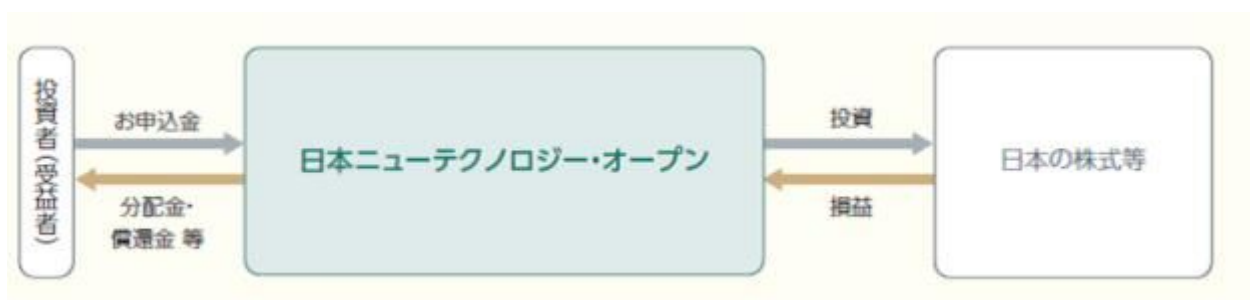 投資者(受益者)
お申込金
分配金・
償還金 等
日本ニューテクノロジー・オープン
投資
損益
日本の株式等